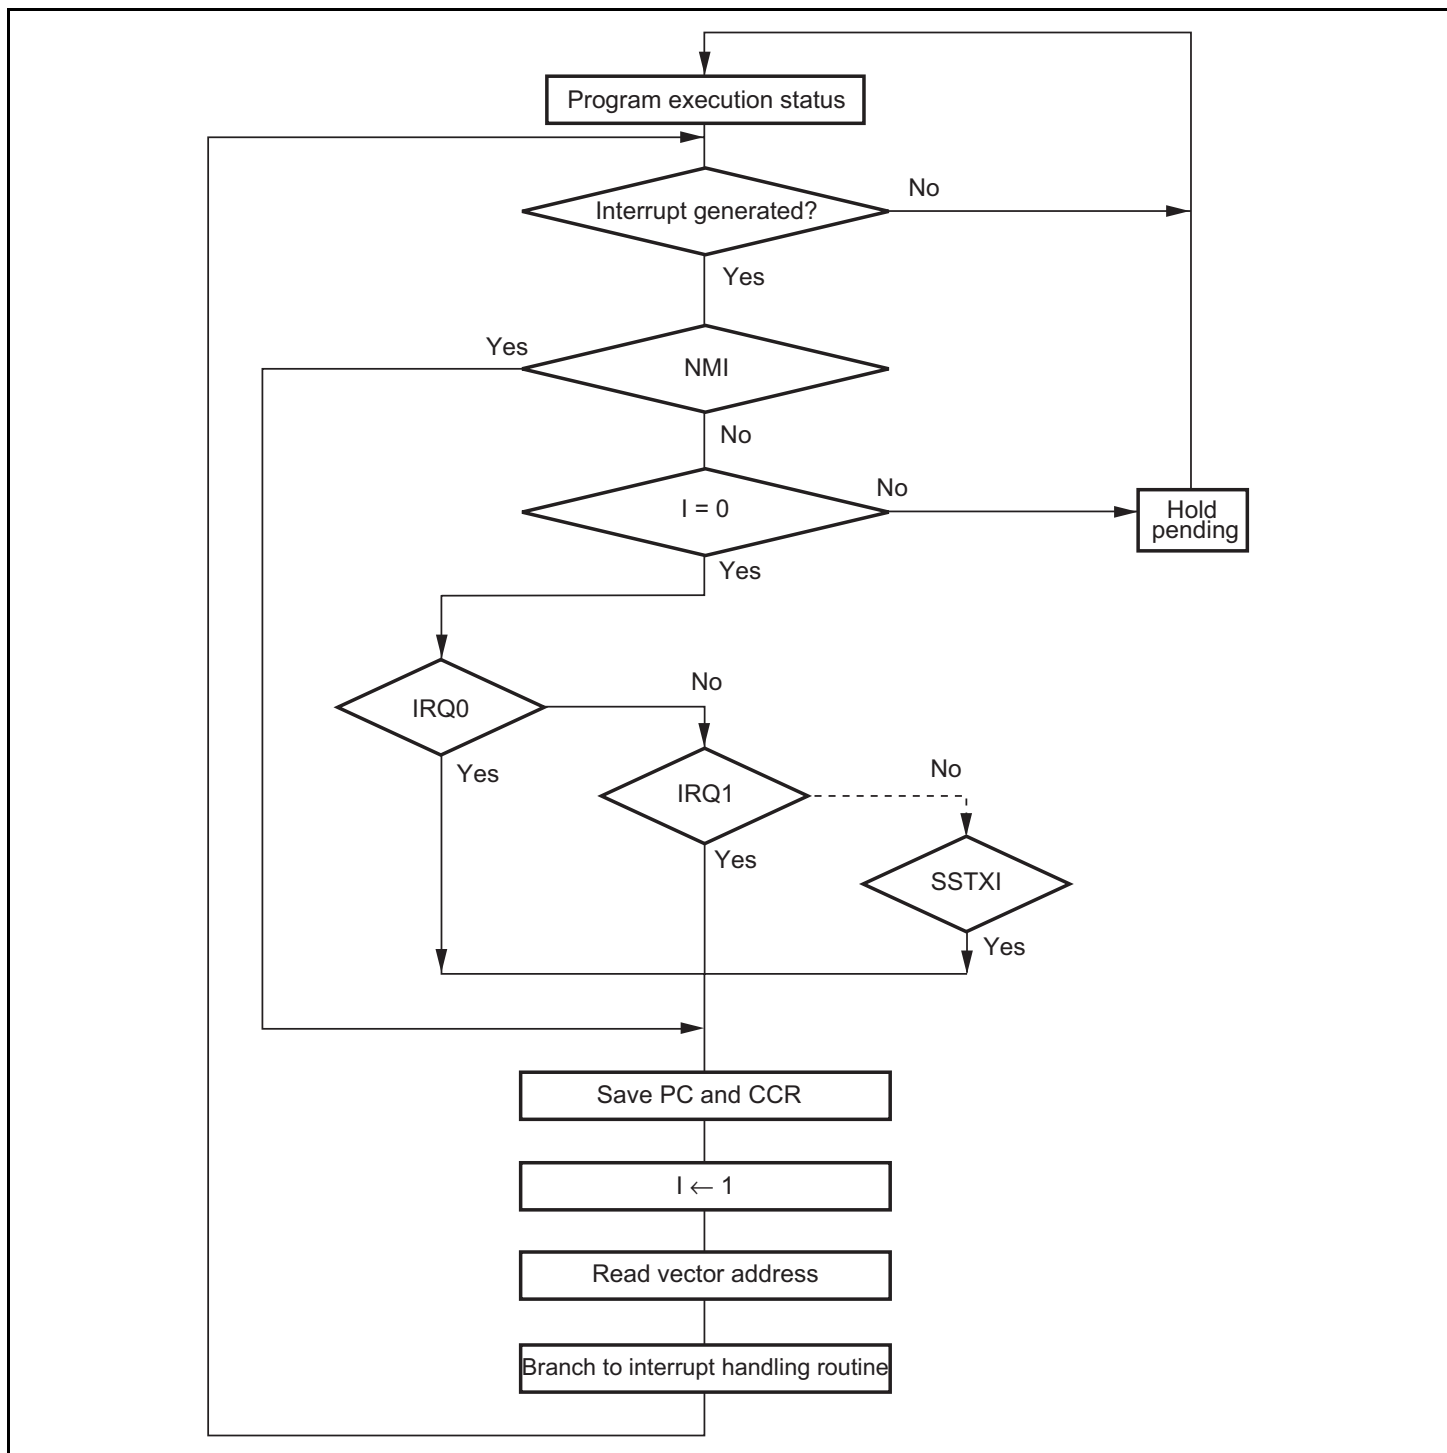 Program execution status
Interrupt generated?
No
Yes
Yes
NMI
No
I = 0
No
Hold
pending
Yes
IRQ0
No
Yes
IRQ1
No
Yes
SSTXI
Yes
Save PC and CCR
I ← 1
Read vector address
Branch to interrupt handling routine